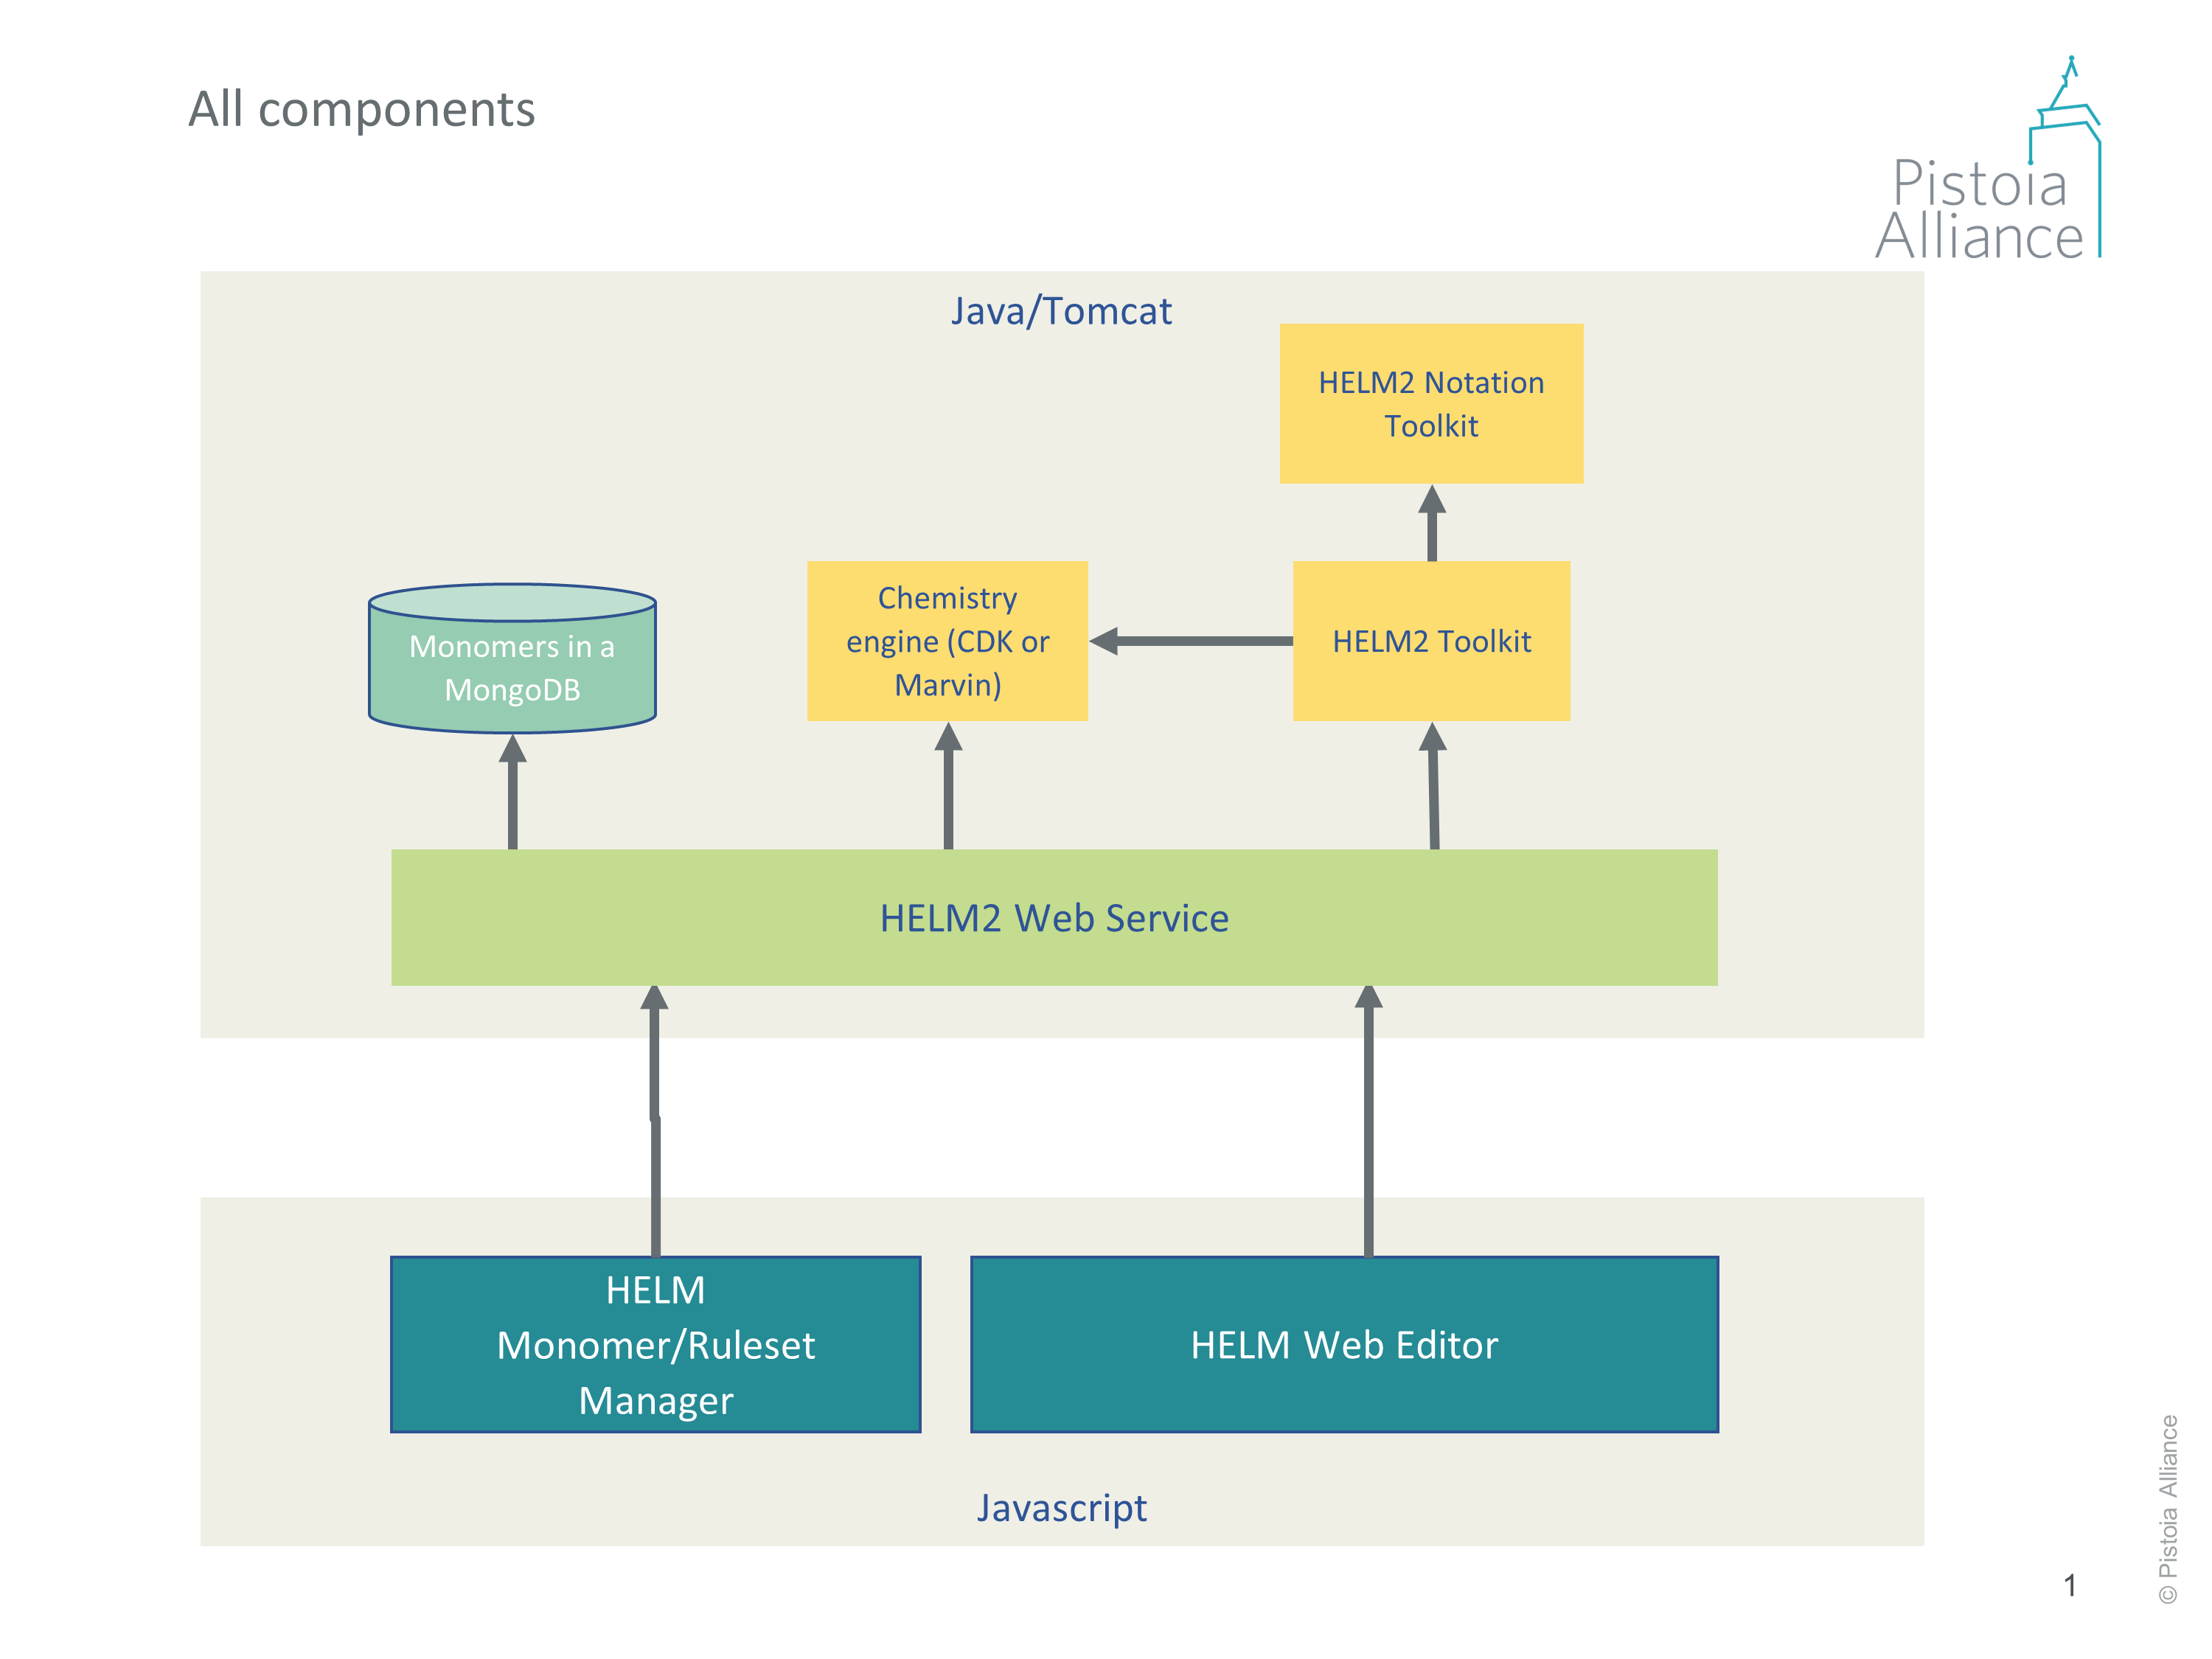 All components
Pistoia
Alliance
Java/Tomcat
HELM2 Notation
Toolkit
Monomers in a
MongoDB
Chemistry
engine (CDK or
Marvin)
HELM2 Toolkit
HELM2 Web Service
HELM
Monomer/Ruleset
Manager
HELM Web Editor
Javascript
1
© Pistoia Alliance